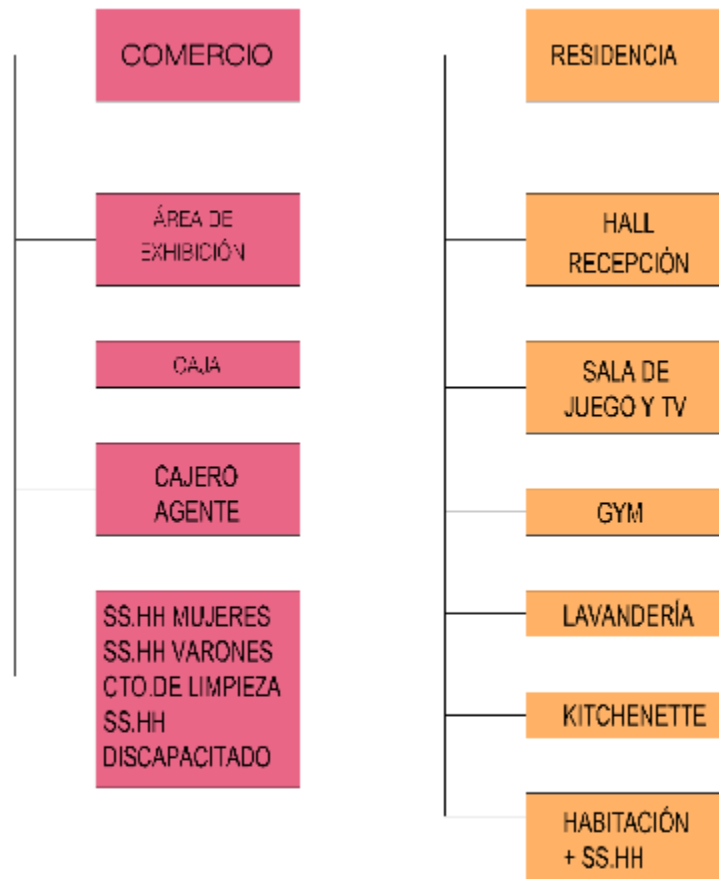 COMERCIO
ÁREA DE
EXHIBICIÓN
CAJA
CAJERO
AGENTE
SS.HH MUJERES
SS.HH VARONES
CTO.DE LIMPIEZA
SS.HH
DISCAPACITADO
RESIDENCIA
HALL
RECEPCIÓN
SALA DE
JUEGO Y TV
GYM
LAVANDERÍA
KITCHENETTE
HABITACIÓN
+ SS.HH